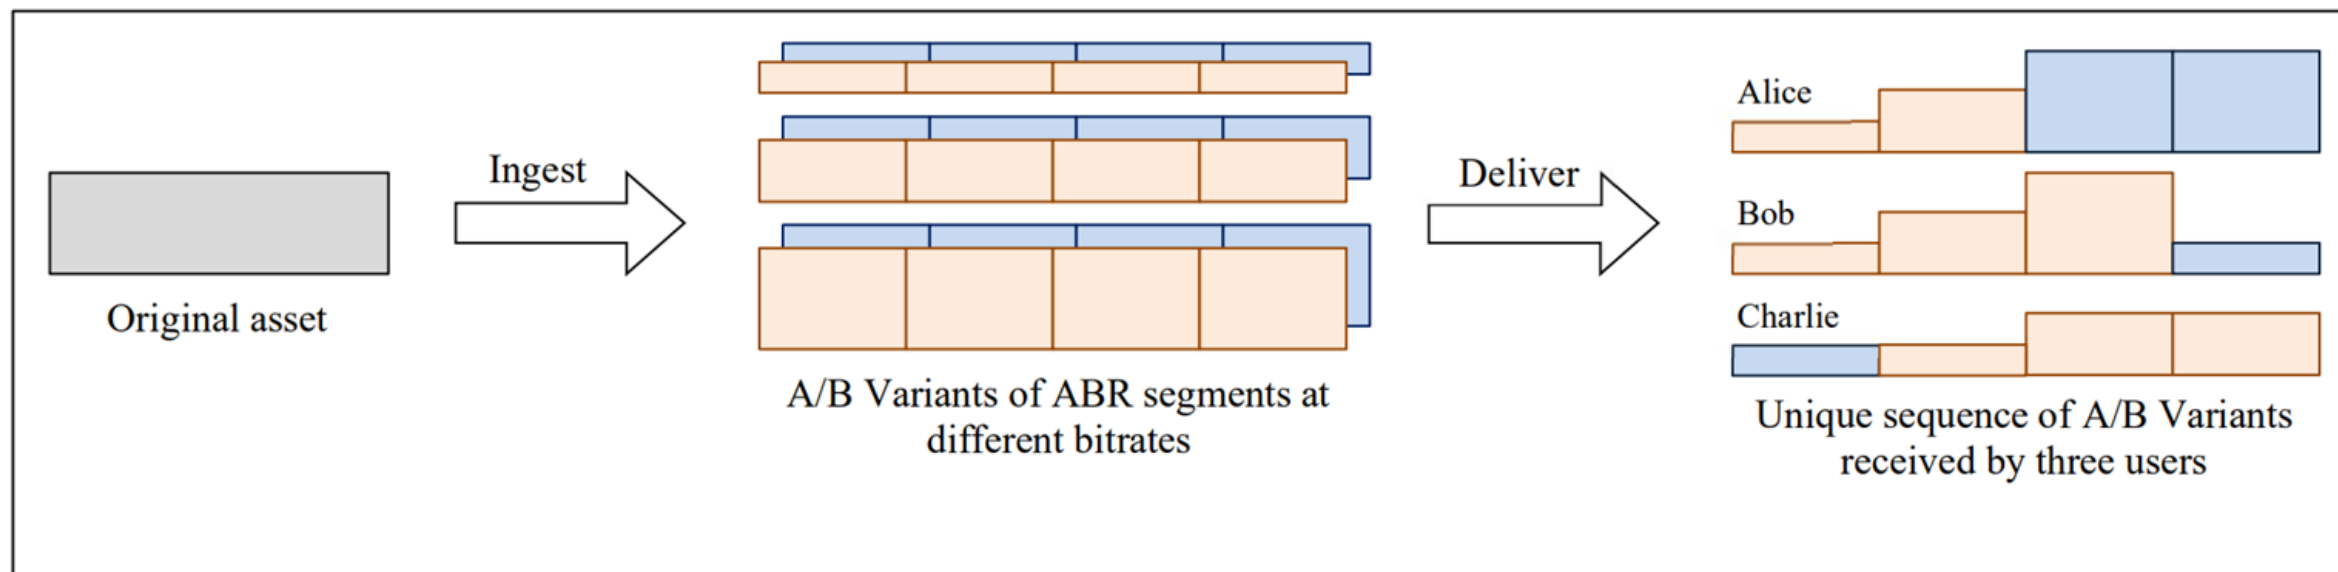 Original asset
Ingest
A/B Variants of ABR segments at
different bitrates
Deliver
Alice
Bob
Charlie
Unique sequence of A/B Variants
received by three users